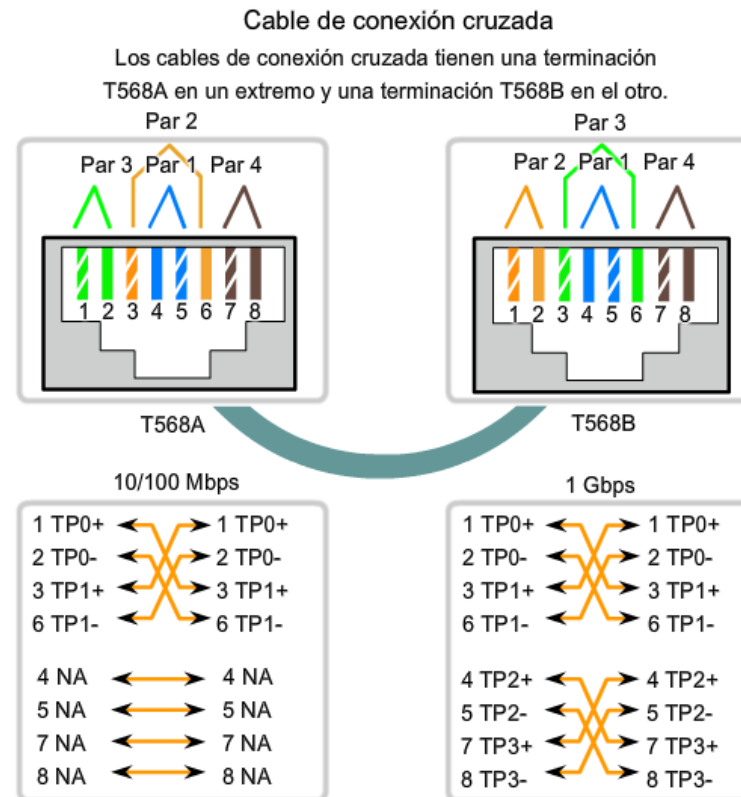 Cable de conexión cruzada
Los cables de conexión cruzada tienen una terminación
T568A en un extremo y una terminación T568B en el otro.
Par 2
Par 3 Par 1 Par 4
1 2 3 4 5 6 7 8
T568A
Par 3
Par 2 Par 1 Par 4
1 2 3 4 5 6 7 8
T568B
10/100 Mbps
1 TP0+ 1 TP0+
2 TP0- 2 TP0-
3 TP1+ 3 TP1+
6 TP1- 6 TP1-
4 NA 4 NA
5 NA 5 NA
7 NA 7 NA
8 NA 8 NA
1 Gbps
1 TP0+ 1 TP0+
2 TP0- 2 TP0-
3 TP1+ 3 TP1+
6 TP1- 6 TP1-
4 TP2+ 4 TP2+
5 TP2- 5 TP2-
7 TP3+ 7 TP3+
8 TP3- 8 TP3-